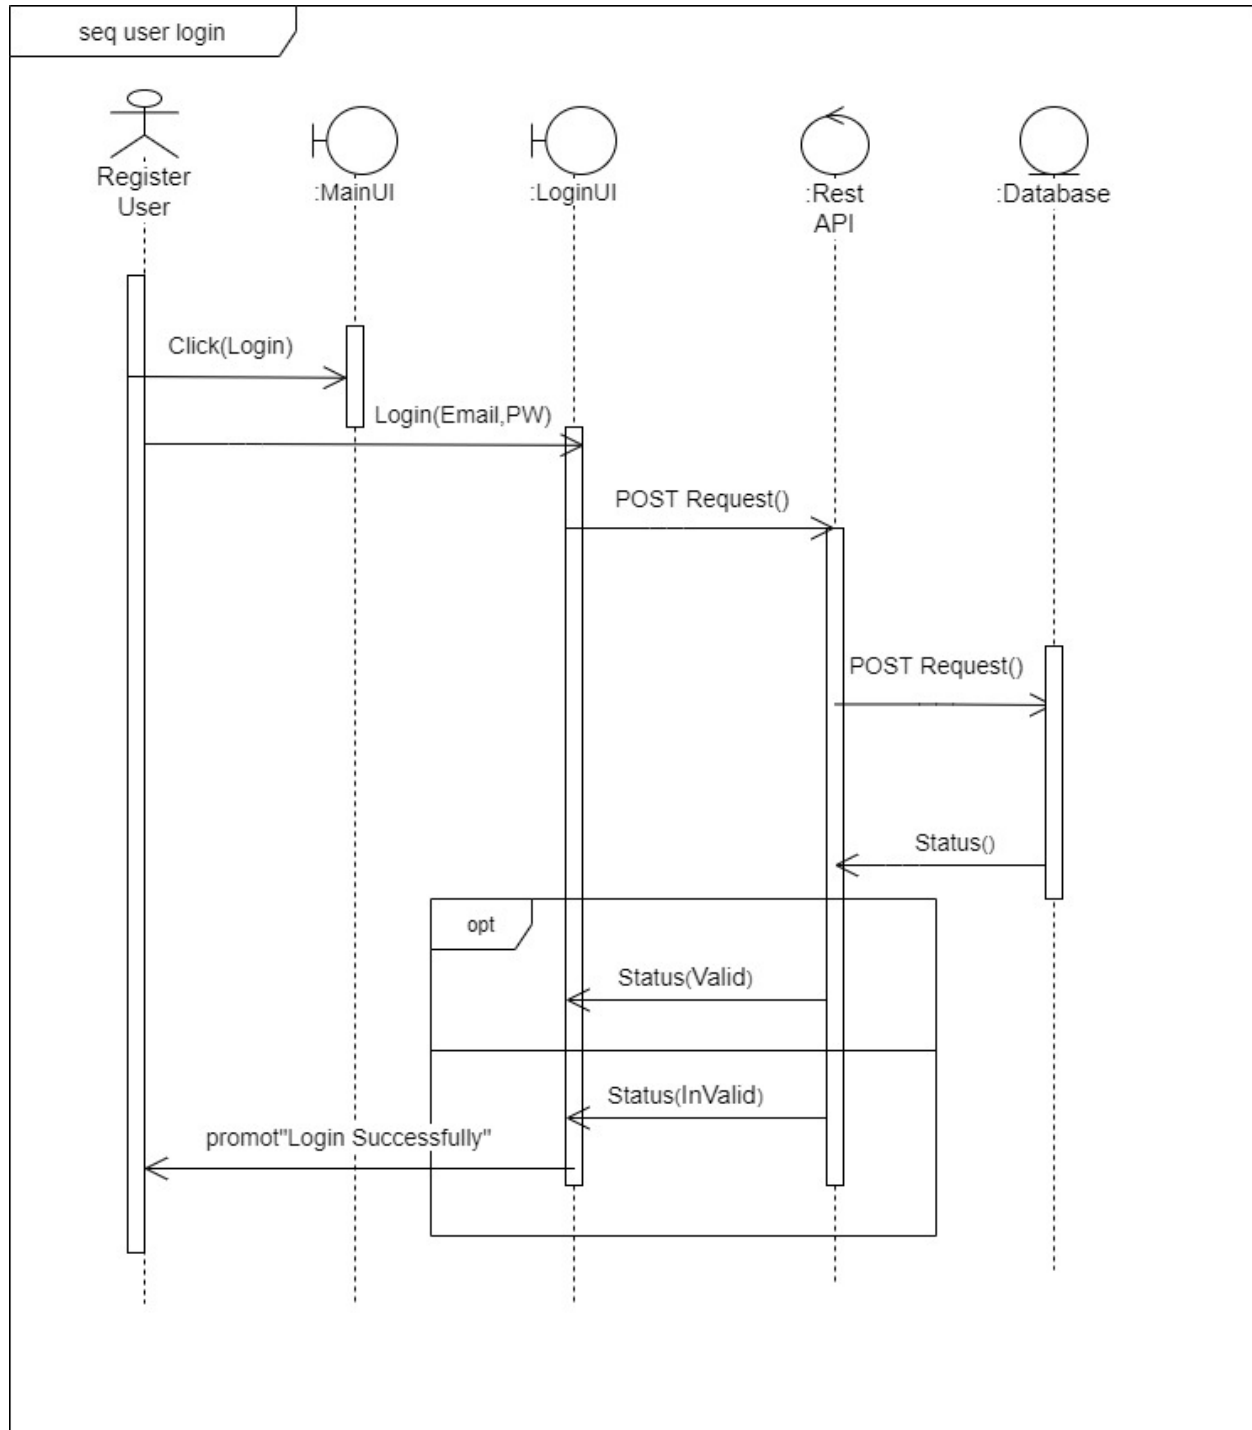 seq user login
Register
User
:MainUI
:LoginUI
:Rest
API
:Database
Click(Login)
Login(Email,PW)
POST Request()
POST Request()
Status()
opt
Status(Valid)
Status(InValid)
promot"Login Successfully"